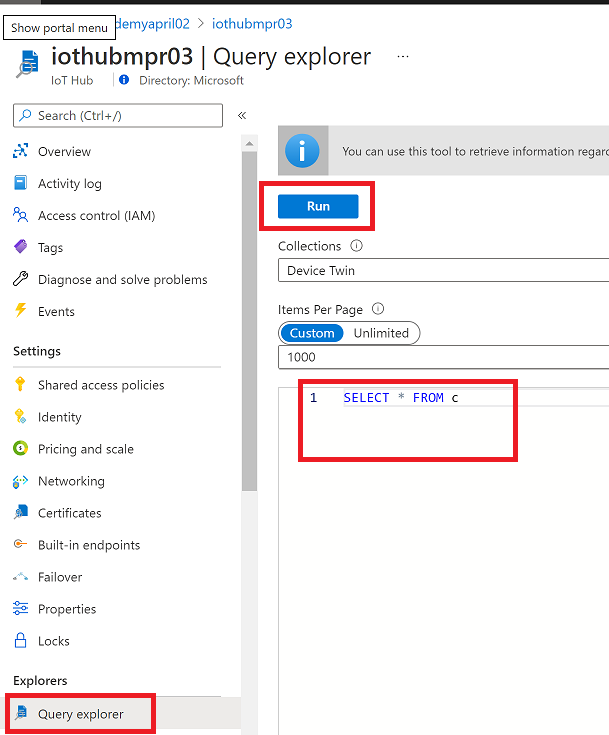 Show portal menu
demyapril02 > iothubmpr03
iothubmpr03 | Query explorer ...
IoT Hub
Directory: Microsoft
Search (Ctrl+/)
«
Overview
Activity log
Access control (IAM)
Tags
Diagnose and solve problems
Events
Settings
Shared access policies
Identity
Pricing and scale
Networking
Certificates
Built-in endpoints
Failover
Properties
Locks
Explorers
Query explorer
You can use this tool to retrieve information regar
Run
Collections
Device Twin
Items Per Page
Custom Unlimited
1000
1 SELECT * FROM c